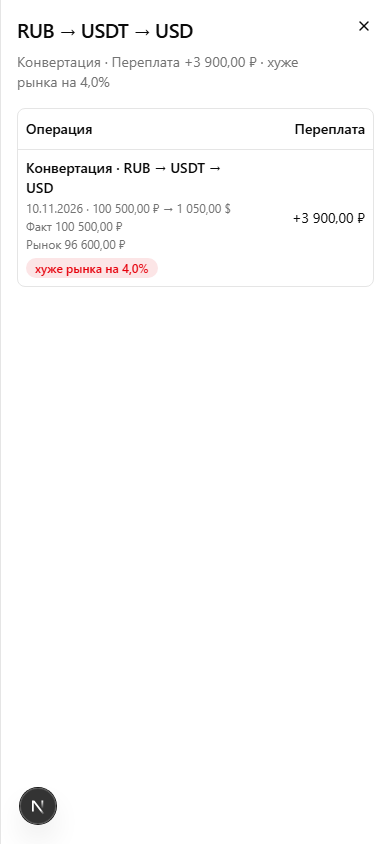 RUB → USDT → USD
Конвертация · Переплата +3 900,00 ₽ · хуже
рынка на 4,0%
Операция Переплата
Конвертация · RUB → USDT →
USD
10.11.2026 · 100 500,00 ₽ → 1 050,00 $
Факт 100 500,00 ₽
Рынок 96 600,00 ₽
+3 900,00 ₽
хуже рынка на 4,0%
N